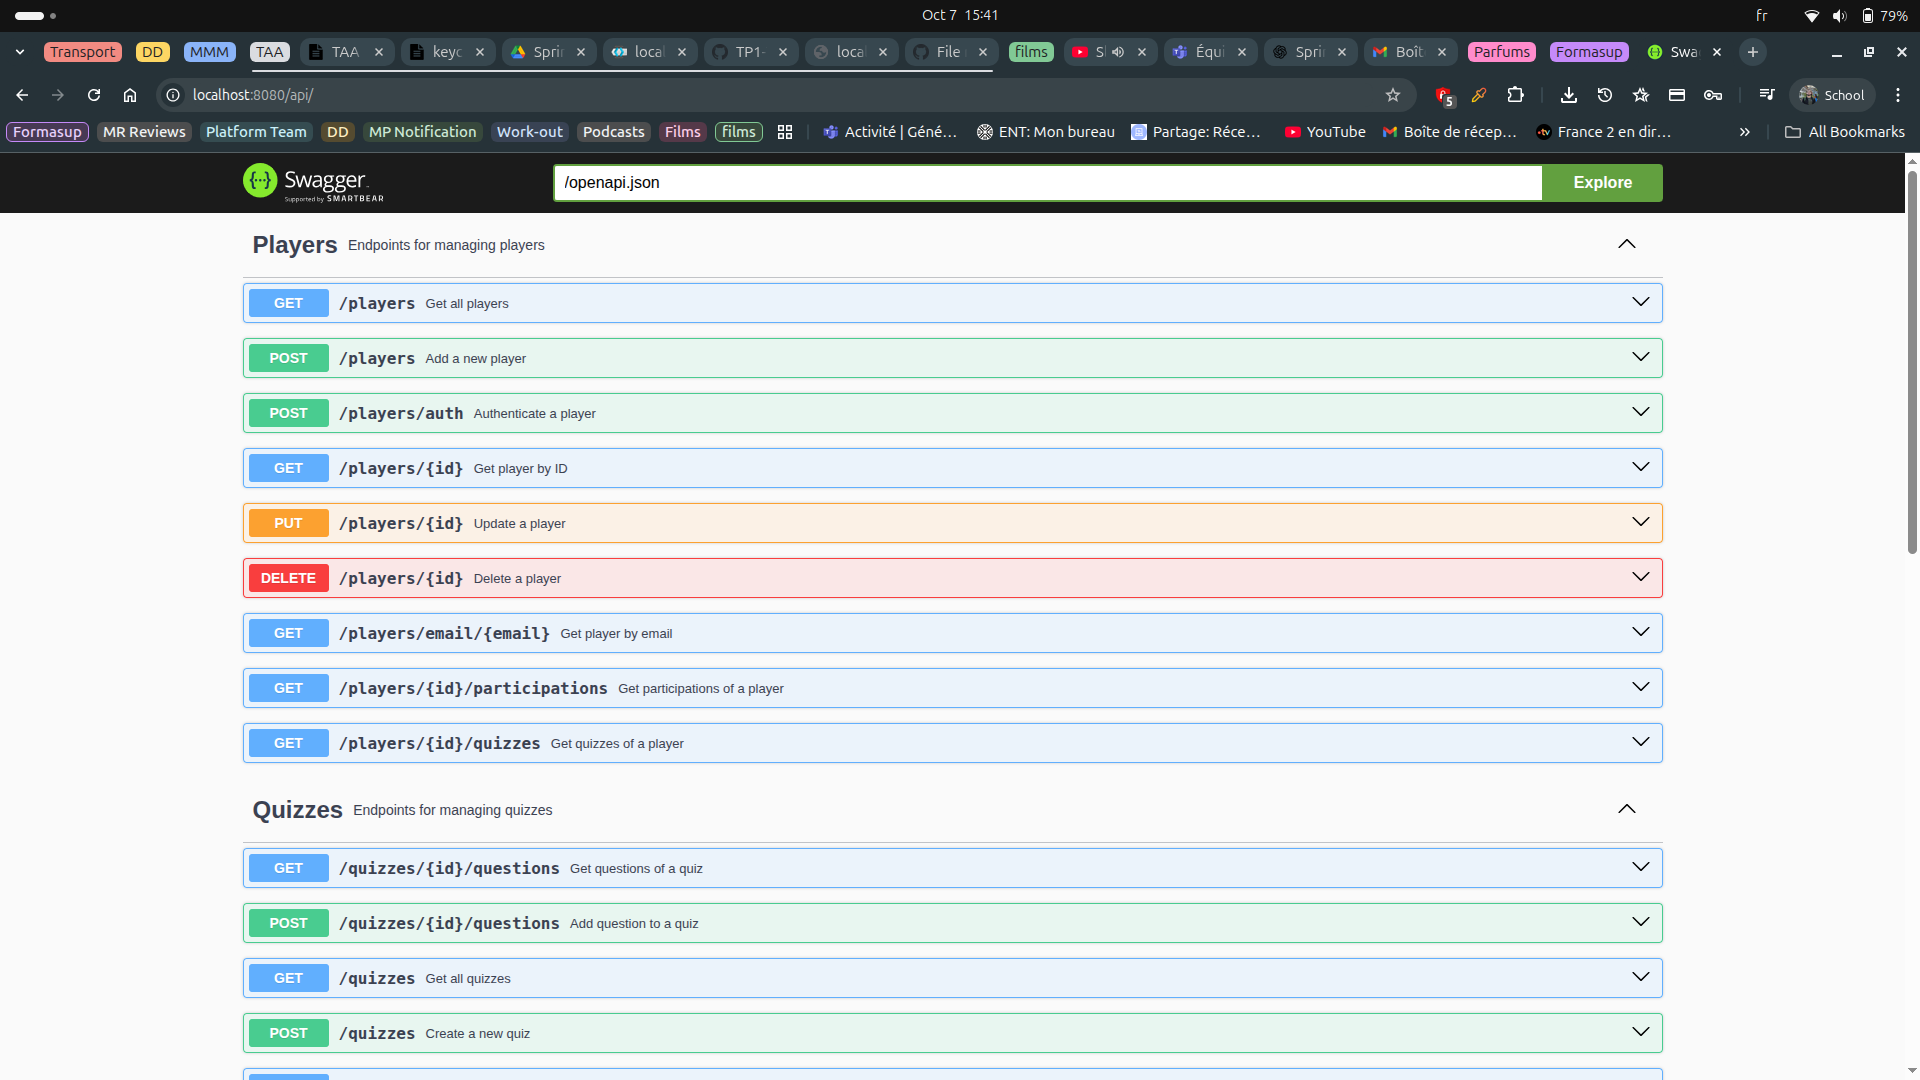 Oct 7 15:41
fr
79%
Transport
DD
MMM
TAA
TAA
keyc
Sprin
local
TP1-
local
File
films
S
Équi
Sprin
Boît
Parfums
Formasup
Swa
localhost:8080/api/
5
School
Formasup
MR Reviews
Platform Team
DD
MP Notification
Work-out
Podcasts
Films
films
Activité | Géné...
ENT: Mon bureau
Partage: Réce...
YouTube
Boîte de récep...
France 2 en dir...
All Bookmarks
Swagger
Supported by SMARTBEAR
/openapi.json
Explore
Players Endpoints for managing players
GET /players Get all players
POST /players Add a new player
POST /players/auth Authenticate a player
GET /players/{id} Get player by ID
PUT /players/{id} Update a player
DELETE /players/{id} Delete a player
GET /players/email/{email} Get player by email
GET /players/{id}/participations Get participations of a player
GET /players/{id}/quizzes Get quizzes of a player
Quizzes Endpoints for managing quizzes
GET /quizzes/{id}/questions Get questions of a quiz
POST /quizzes/{id}/questions Add question to a quiz
GET /quizzes Get all quizzes
POST /quizzes Create a new quiz